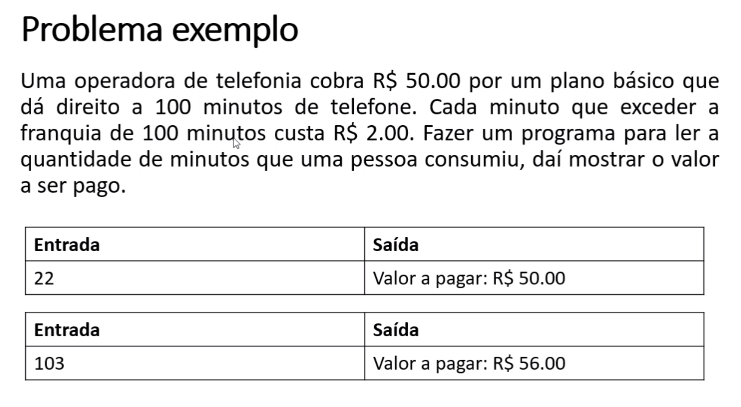 Problema exemplo
Uma operadora de telefonia cobra R$ 50.00 por um plano básico que
dá direito a 100 minutos de telefone. Cada minuto que exceder a
franquia de 100 minutos custa R$ 2.00. Fazer um programa para ler a
quantidade de minutos que uma pessoa consumiu, daí mostrar o valor
a ser pago.
Entrada Saída
22 Valor a pagar: R$ 50.00
Entrada Saída
103 Valor a pagar: R$ 56.00